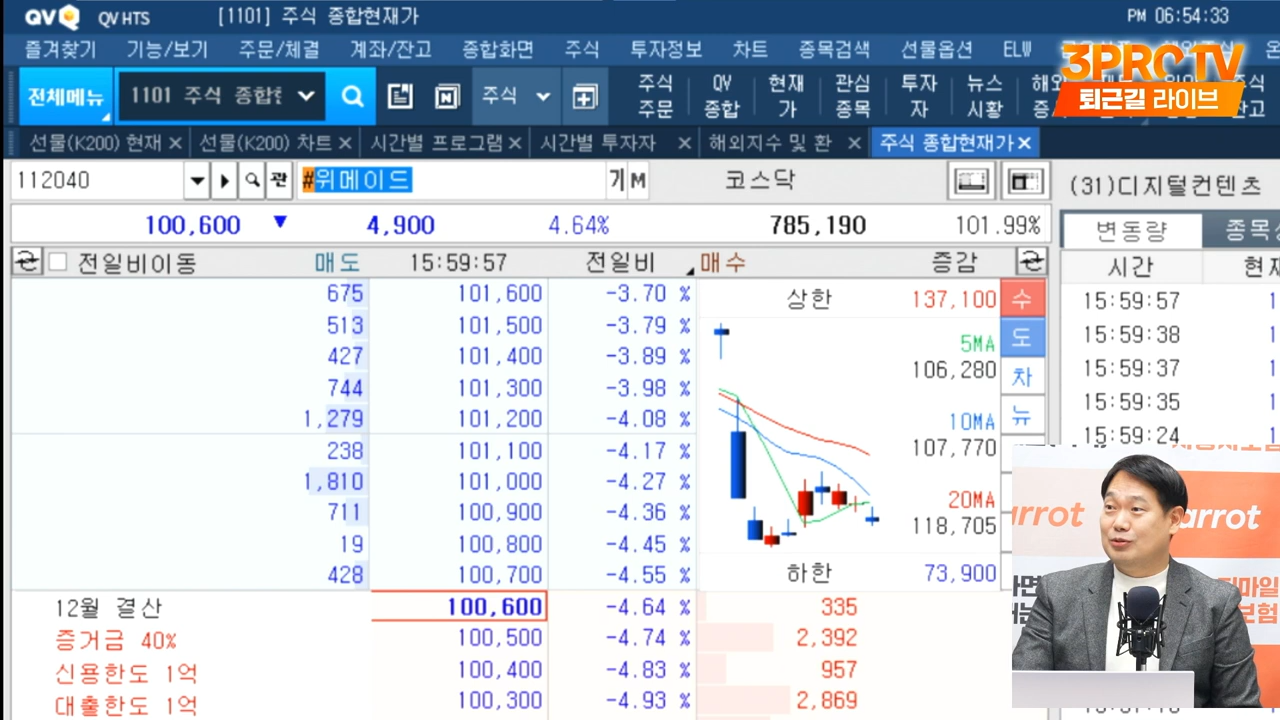 QV QV HTS [1101] 주식 종합현재가 PM 06:54:33
즐겨찾기 기능/보기 주문/체결 계좌/잔고 종합화면 주식 투자정보 차트 종목검색 선물옵션 ELW
3PROTV
퇴근길 라이브
전체메뉴 1101 주식 종합 주식 주식 주문 QV 종합 현재가 관심 종목 투자자 뉴스 시황
선물(K200) 현재 × 선물(K200) 차트 × 시간별 프로그램 × 시간별 투자자 × 해외지수 및 환 × 주식 종합현재가 ×
112040 관 #위메이드 기 M 코스닥 (31)디지털컨텐츠
100,600 ▼ 4,900 4.64% 785,190 101.99% 변동량
전일비이동 매도 15:59:57 전일비 매수 증감 시간
675 101,600 -3.70 % 상한 137,100 수 15:59:57
513 101,500 -3.79 % 5MA 도 15:59:38
427 101,400 -3.89 % 106,280 15:59:37
744 101,300 -3.98 % 차 15:59:35
1,279 101,200 -4.08 % 10MA 뉴 15:59:24
238 101,100 -4.17 % 107,770
1,810 101,000 -4.27 % 20MA
711 100,900 -4.36 % 118,705
19 100,800 -4.45 %
428 100,700 -4.55 % 하한 73,900
12월 결산 100,600 -4.64 % 335
증거금 40% 100,500 -4.74 % 2,392
신용한도 1억 100,400 -4.83 % 957
대출한도 1억 100,300 -4.93 % 2,869
arrot arrot
보험